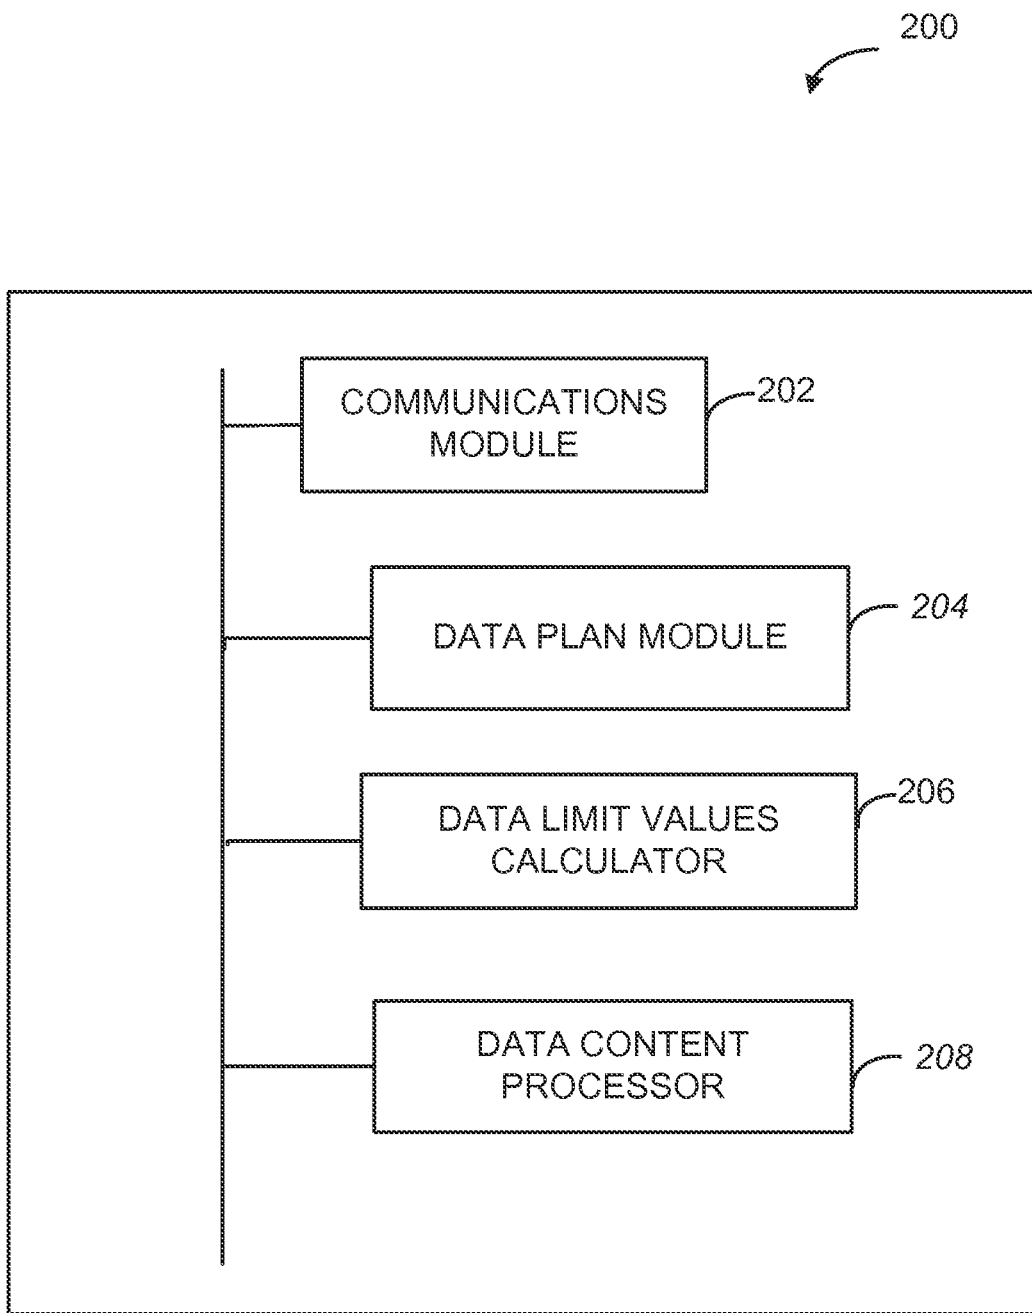 200
COMMUNICATIONS
MODULE
202
DATA PLAN MODULE
204
DATA LIMIT VALUES
CALCULATOR
206
DATA CONTENT
PROCESSOR
208